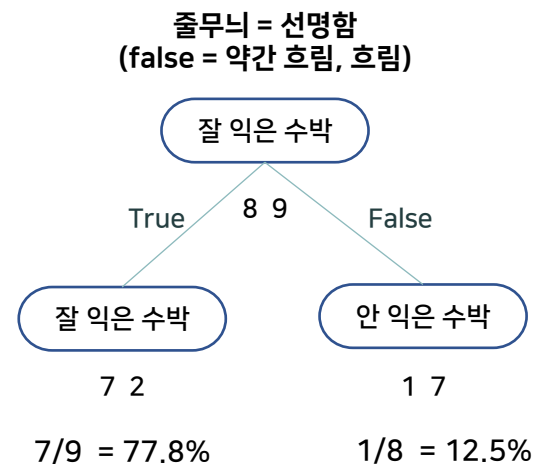 줄무늬 = 선명함
(false = 약간 흐림, 흐림)
잘 익은 수박
True 8 9 False
잘 익은 수박 안 익은 수박
7 2 1 7
7/9 = 77.8% 1/8 = 12.5%